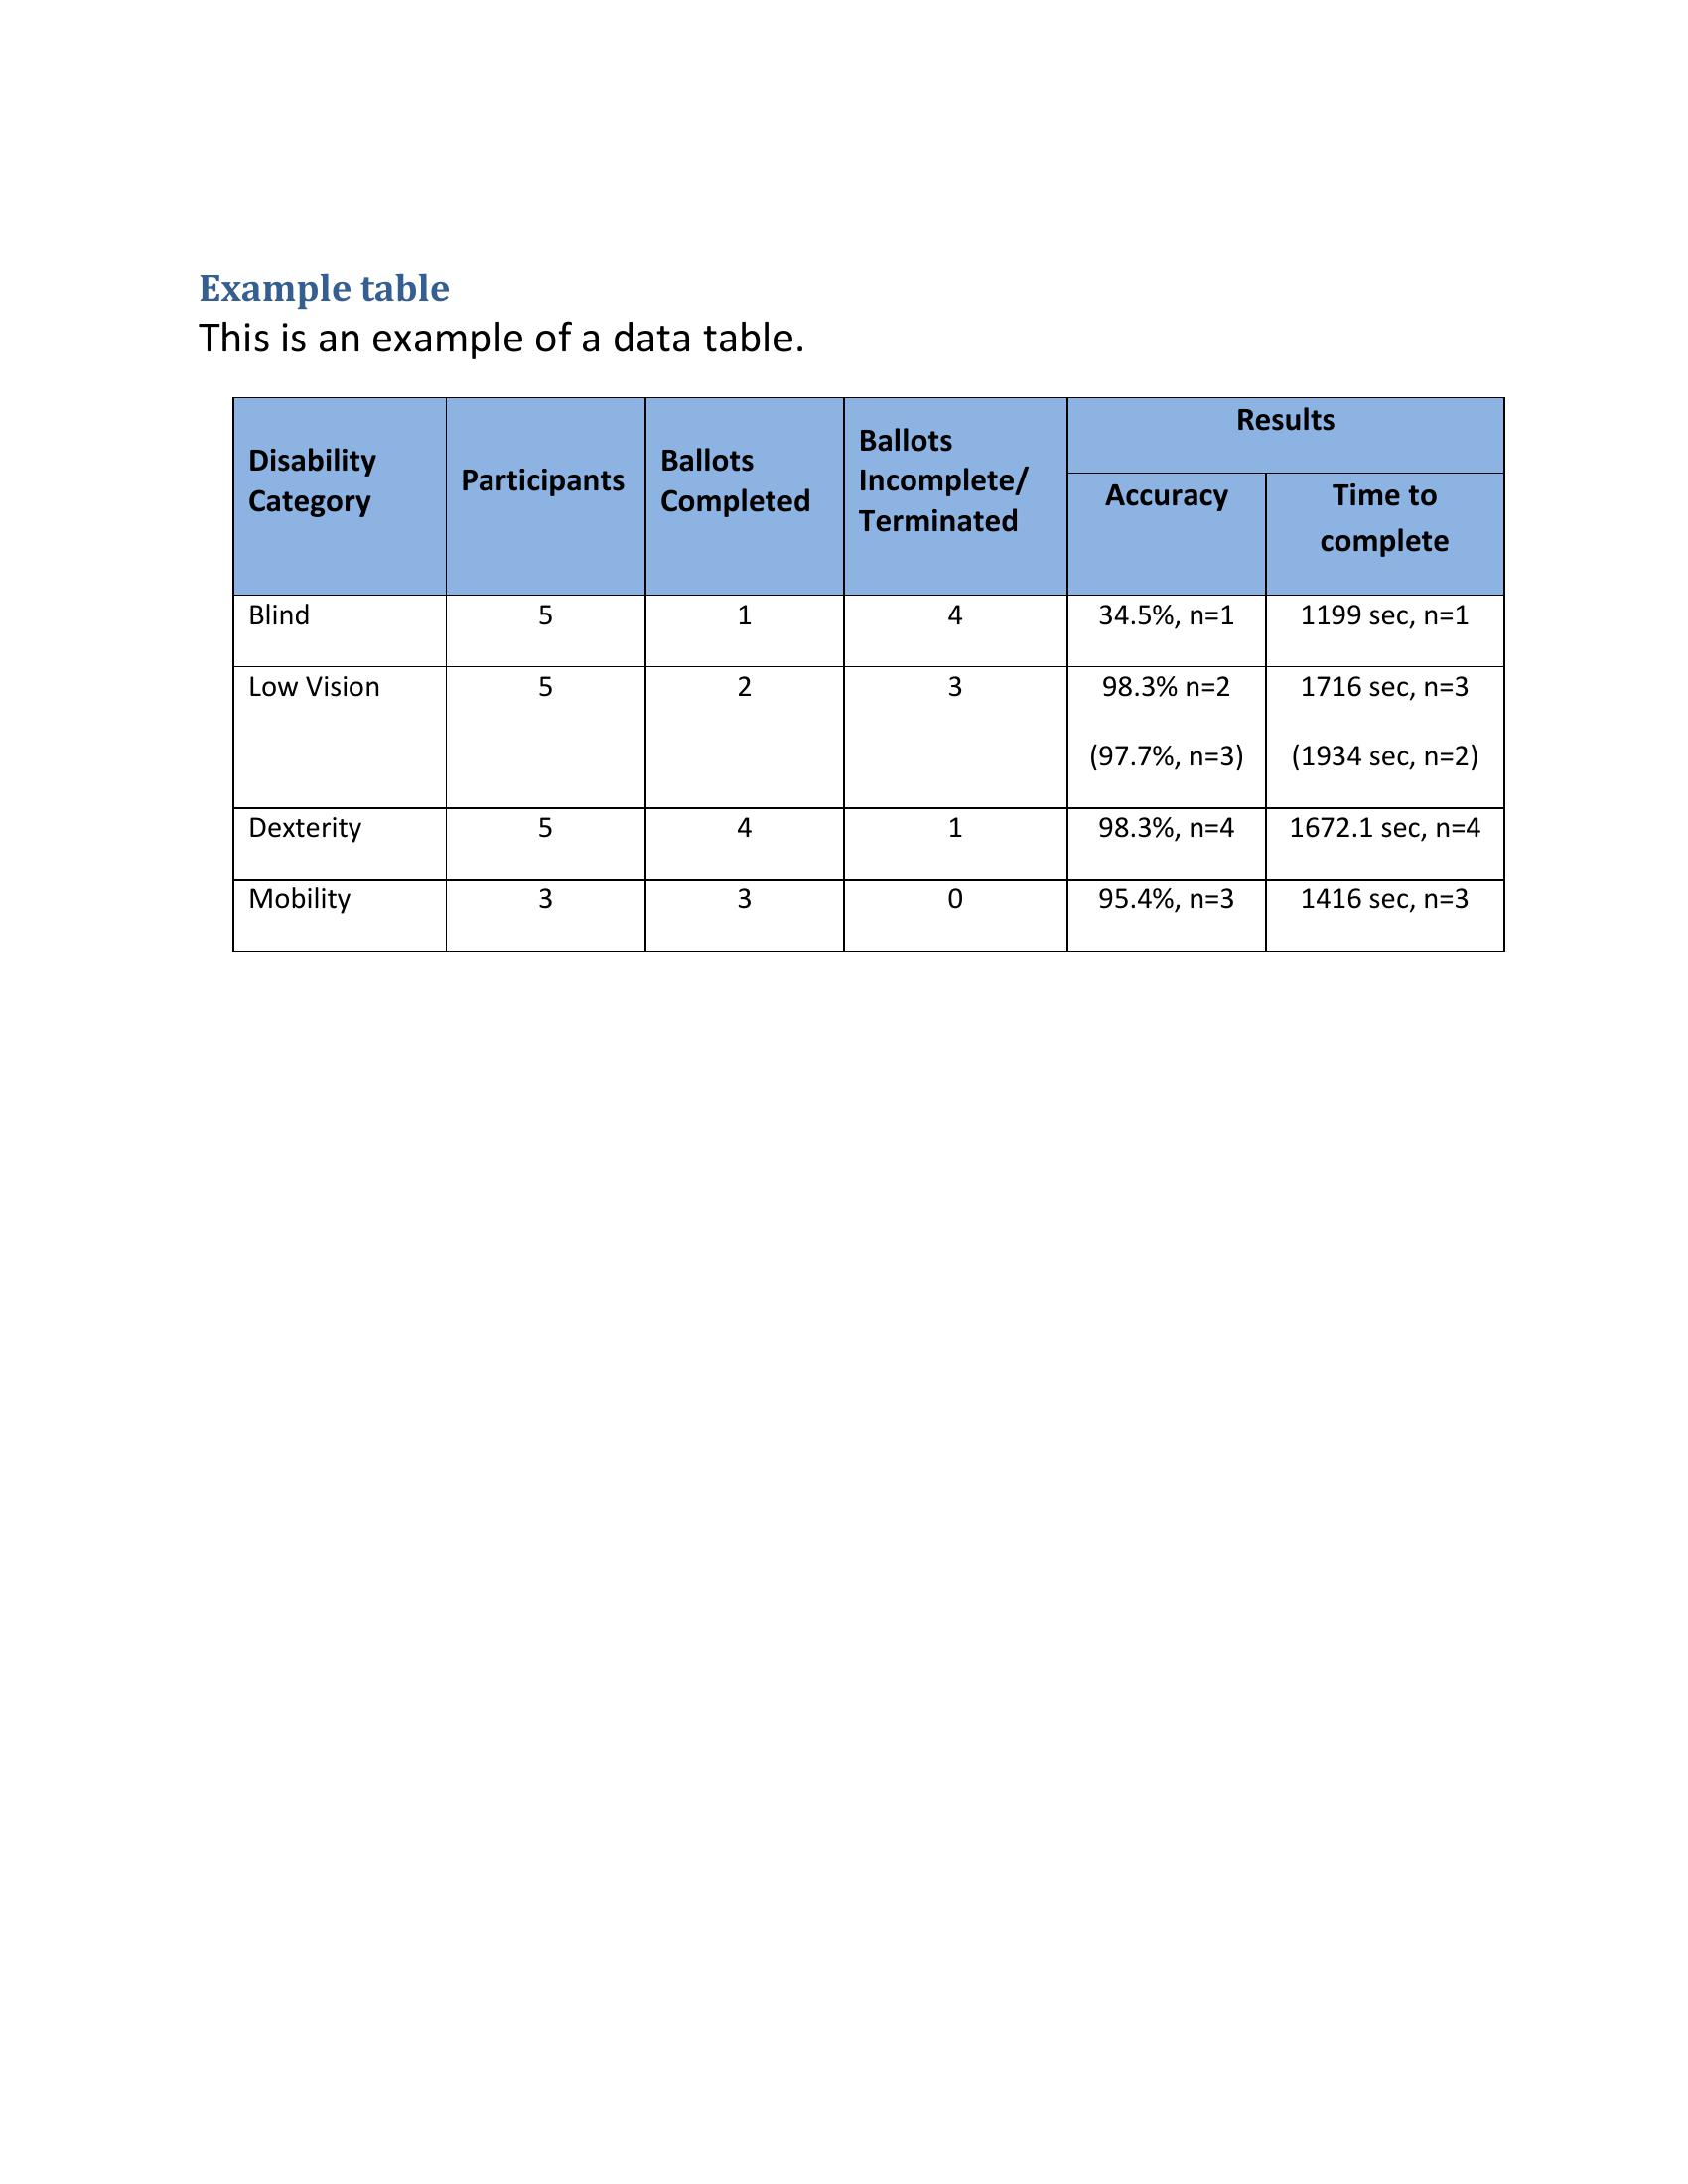 Example table
This is an example of a data table.
Disability
Category
Participants
Ballots
Completed
Ballots
Incomplete/
Terminated
Results
Accuracy
Time to
complete
Blind 5 1 4 34.5%, n=1 1199 sec, n=1
Low Vision 5 2 3 98.3% n=2 1716 sec, n=3
(97.7%, n=3) (1934 sec, n=2)
Dexterity 5 4 1 98.3%, n=4 1672.1 sec, n=4
Mobility 3 3 0 95.4%, n=3 1416 sec, n=3